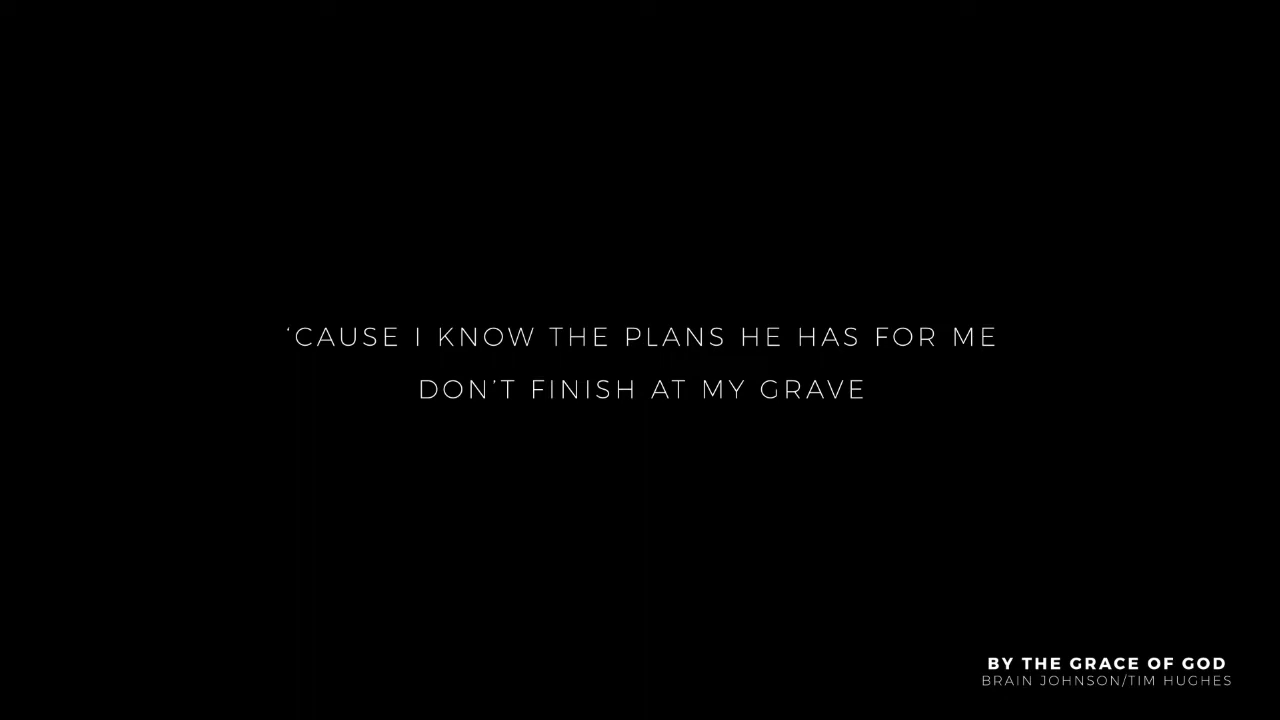 ‘CAUSE I KNOW THE PLANS HE HAS FOR ME
DON’T FINISH AT MY GRAVE
BY THE GRACE OF GOD
BRAIN JOHNSON/TIM HUGHES